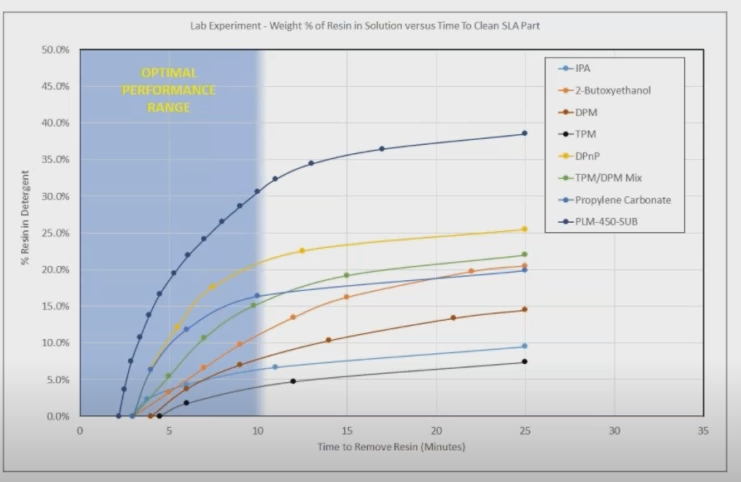 Lab Experiment - Weight % of Resin in Solution versus Time To Clean SLA Part
50.0%
45.0%
40.0%
35.0%
30.0%
25.0%
20.0%
15.0%
10.0%
5.0%
0.0%
% Resin in Detergent
OPTIMAL
PERFORMANCE
RANGE
IPA
2-Butoxyethanol
DPM
TPM
DPnP
TPM/DPM Mix
Propylene Carbonate
PLM-450-SUB
0 5 10 15 20 25 30 35
Time to Remove Resin (Minutes)